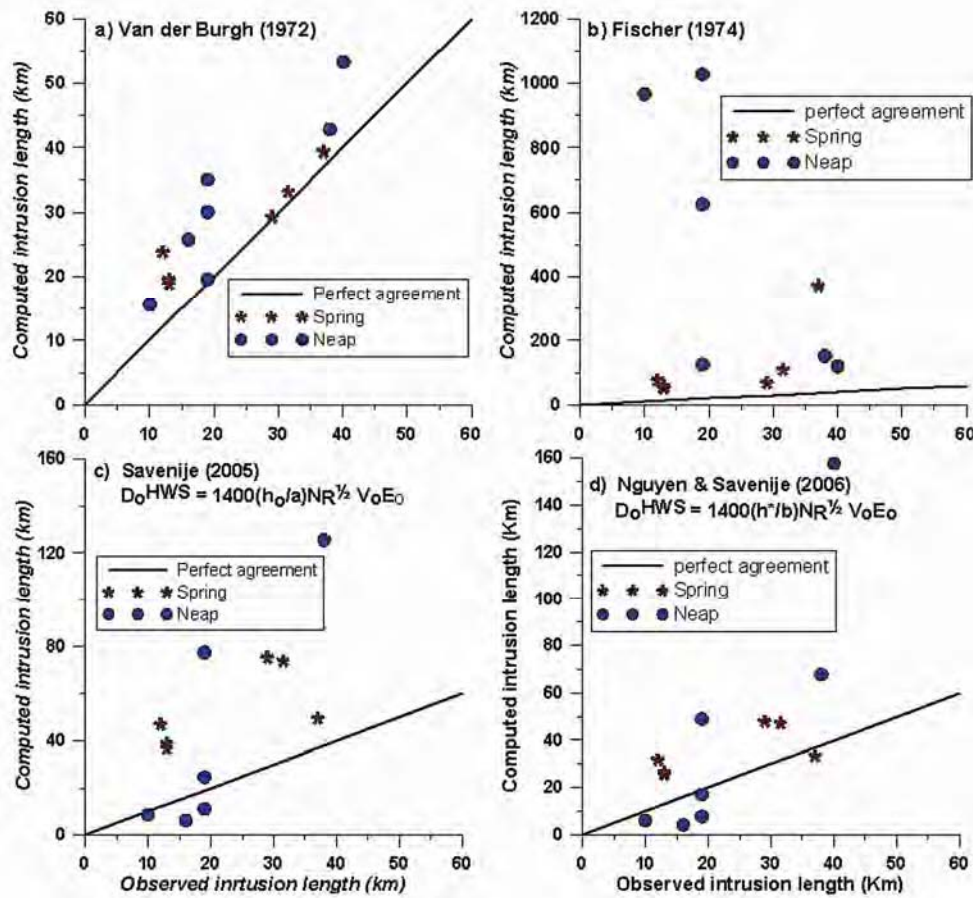 a) Van der Burgh (1972)
Computed intrusion length (km)
60
50
40
30
20
10
0
Perfect agreement
Spring
Neap
0 10 20 30 40 50 60
b) Fischer (1974)
Computed intrusion length (km)
1200
1000
800
600
400
200
0
perfect agreement
Spring
Neap
0 10 20 30 40 50 60
c) Savenije (2005)
D₀ᴴᵂˢ = 1400(h₀/a)NR^½ V₀E₀
Computed intrusion length (km)
160
120
80
40
0
Perfect agreement
Spring
Neap
0 10 20 30 40 50 60
Observed inrtusion length (km)
d) Nguyen & Savenije (2006)
D₀ᴴᵂˢ = 1400(h"/b)NR^½ V₀E₀
Computed intrusion length (Km)
160
140
120
100
80
60
40
20
0
perfect agreement
Spring
Neap
0 10 20 30 40 50 60
Observed intrusion length (Km)